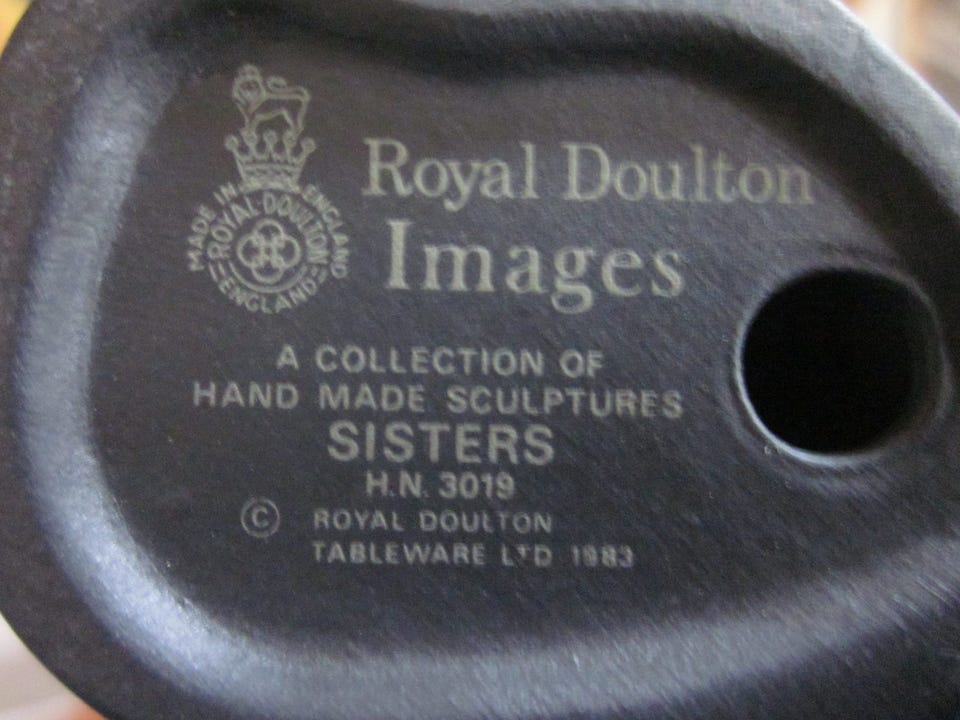 MADE IN ENGLAND
ROYAL·DOULTON
ENGLAND
Royal Doulton
Images
A COLLECTION OF
HAND MADE SCULPTURES
SISTERS
H.N. 3019
© ROYAL DOULTON
TABLEWARE LTD 1983